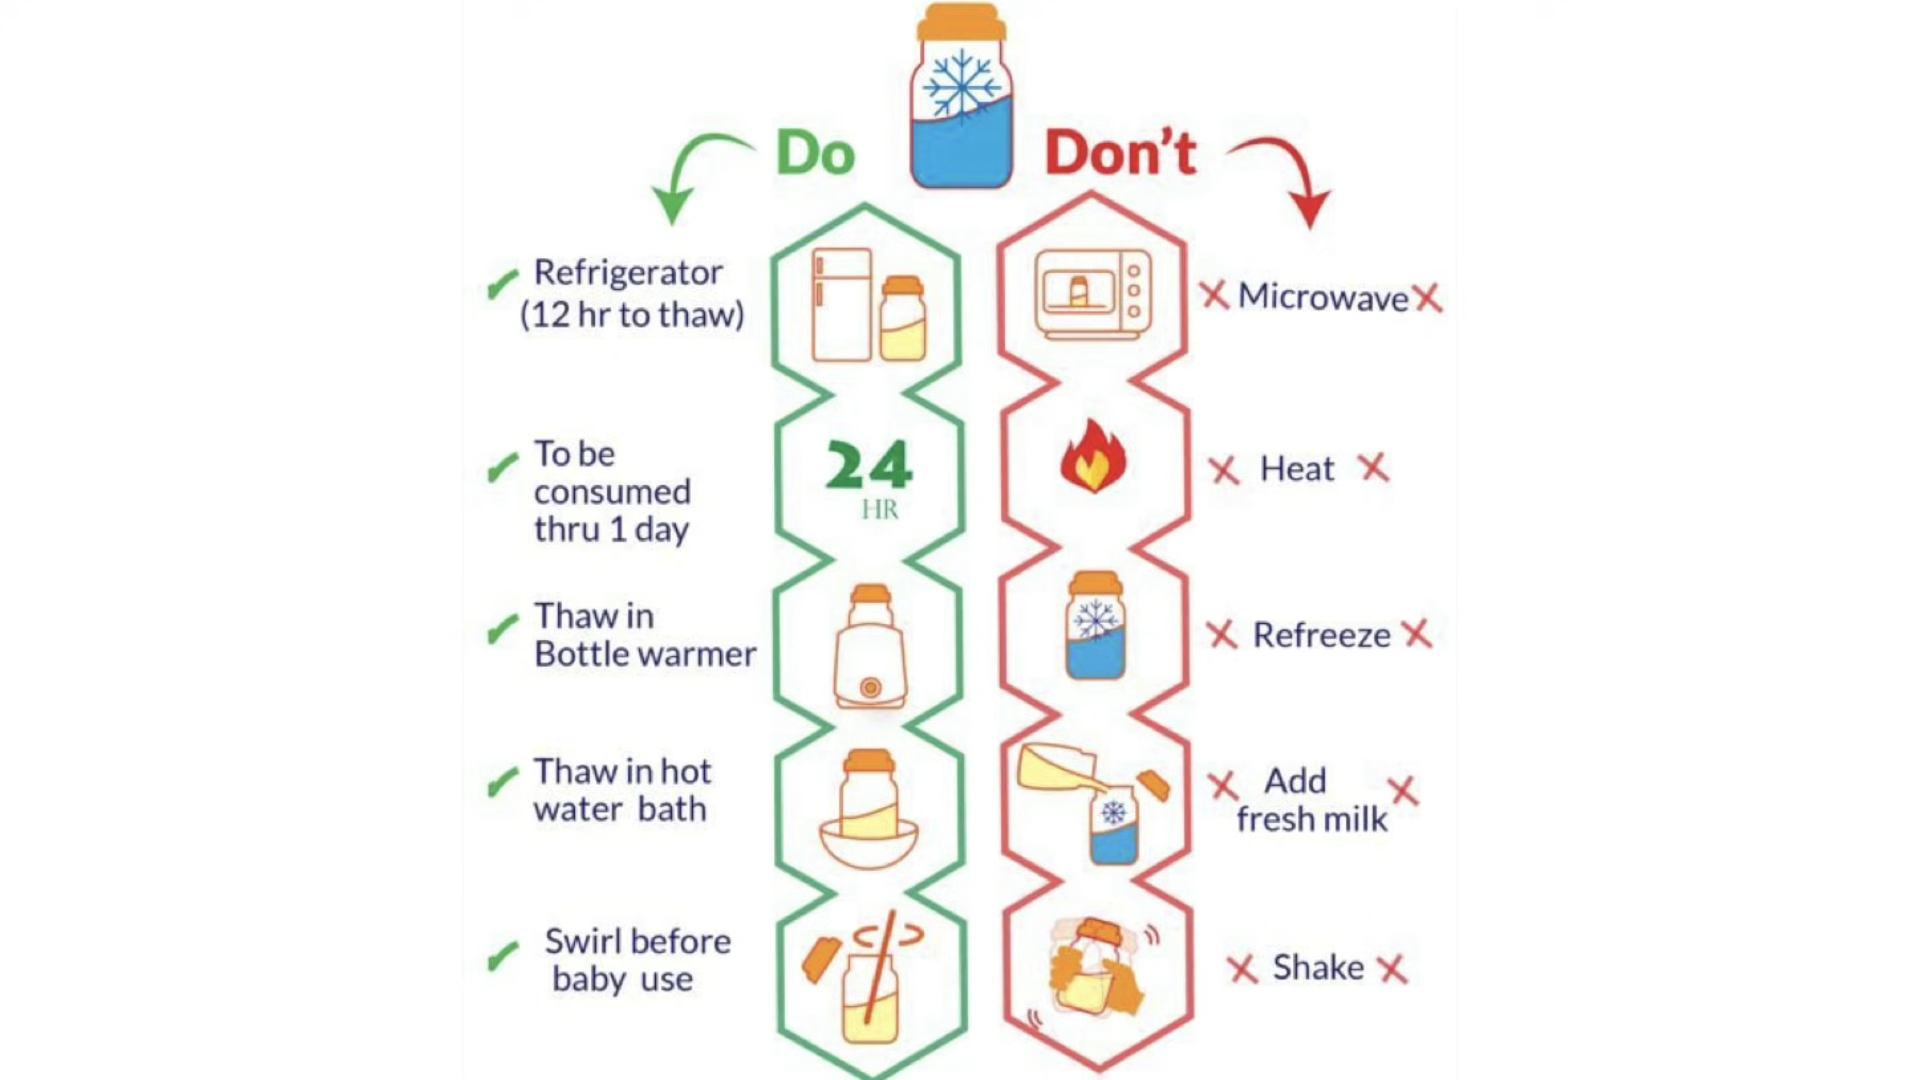 Do
Don't
Refrigerator
(12 hr to thaw)
To be
consumed
thru 1 day
24
HR
Thaw in
Bottle warmer
Thaw in hot
water bath
Swirl before
baby use
Microwave
Heat
Refreeze
Add
fresh milk
Shake